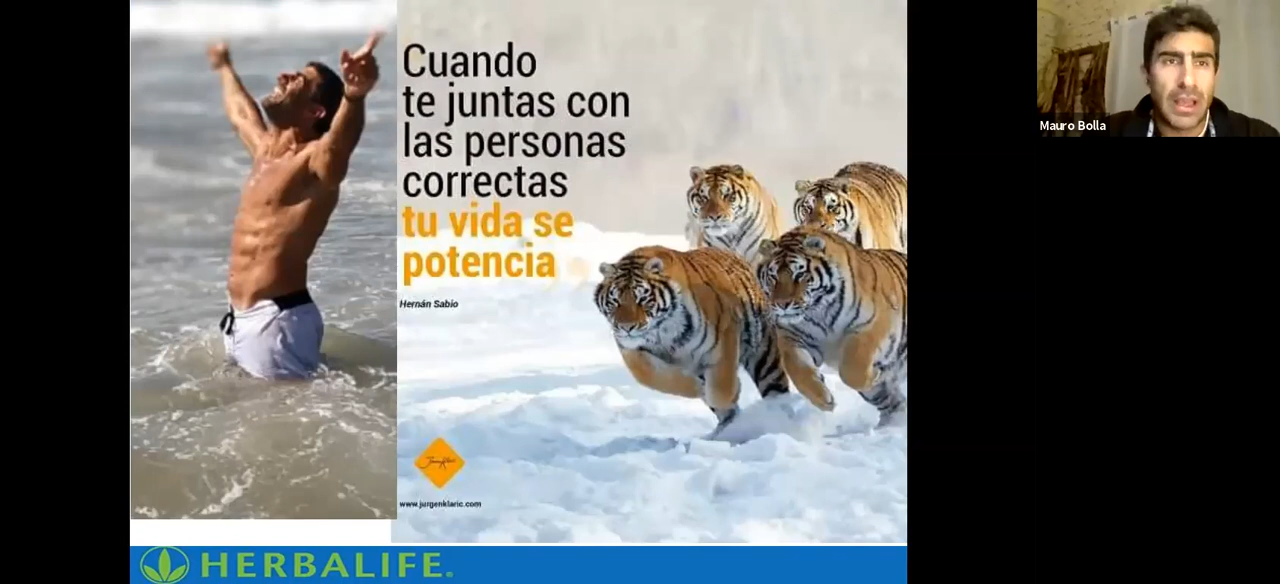 Cuando
te juntas con
las personas
correctas
tu vida se
potencia
Hernán Sabio
www.jurgenklaric.com
HERBALIFE.
Mauro Bolla